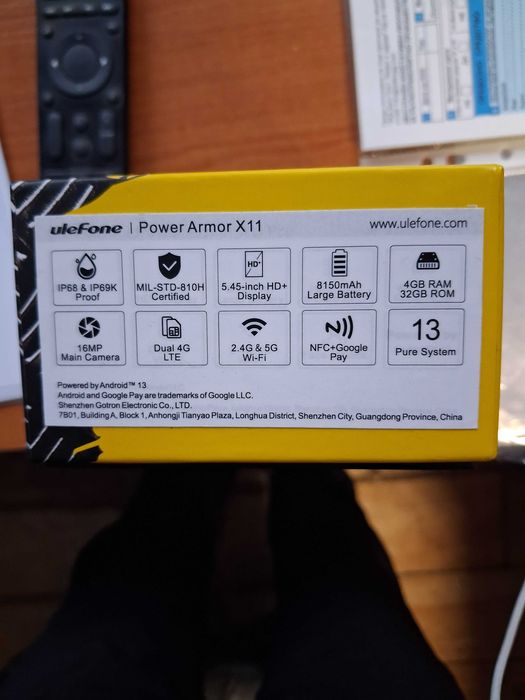 ulefone | Power Armor X11
www.ulefone.com
IP68 & IP69K
Proof
MIL-STD-810H
Certified
HD+
5.45-inch HD+
Display
8150mAh
Large Battery
4GB RAM
32GB ROM
16MP
Main Camera
Dual 4G
LTE
2.4G & 5G
Wi-Fi
NFC+Google
Pay
13
Pure System
Powered by Android™ 13
Android and Google Pay are trademarks of Google LLC.
Shenzhen Gotron Electronic Co., LTD.
7B01, Building A, Block 1, Anhongji Tianyao Plaza, Longhua District, Shenzhen City, Guangdong Province, China